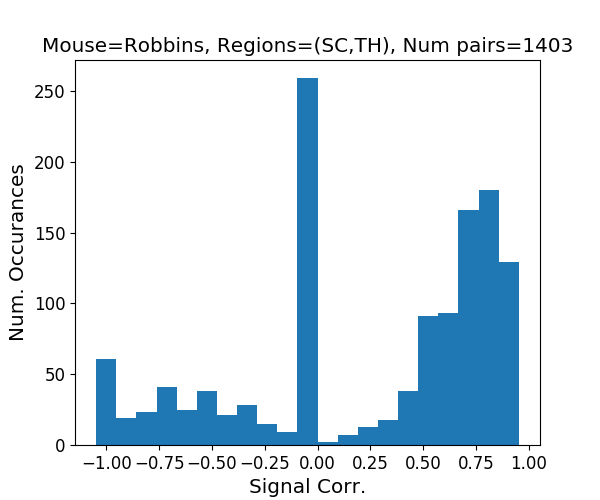 Mouse=Robbins, Regions=(SC,TH), Num pairs=1403
Num. Occurances
250
200
150
100
50
0
−1.00 −0.75 −0.50 −0.25 0.00 0.25 0.50 0.75 1.00
Signal Corr.